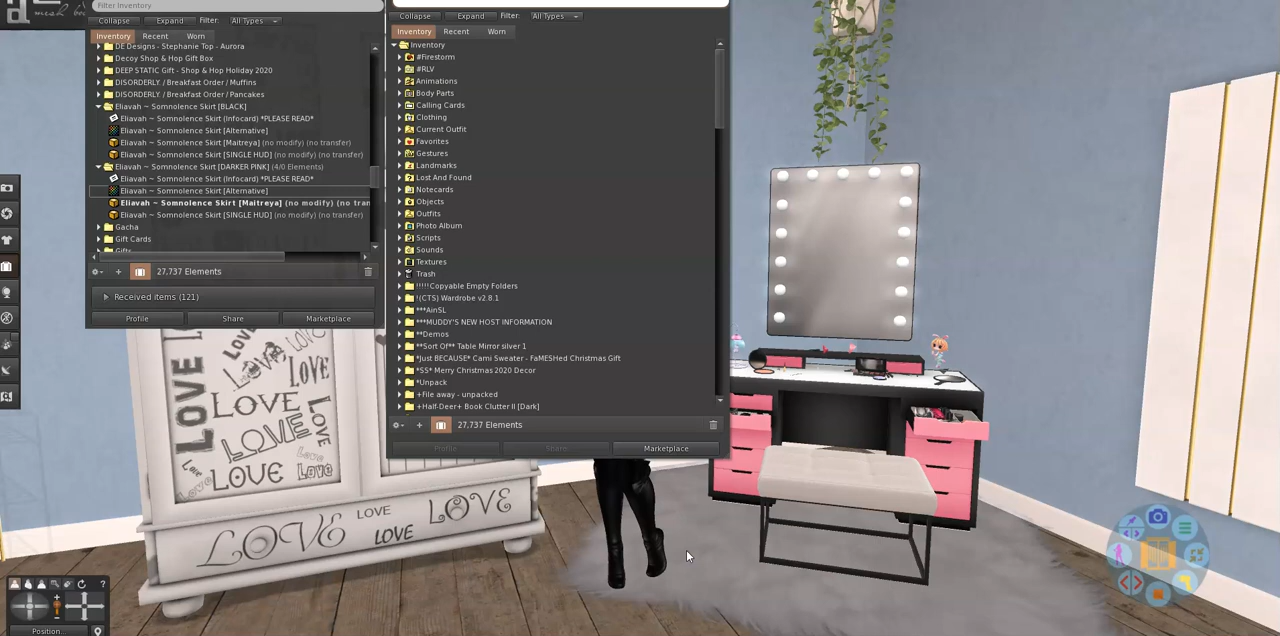 mesh bo
Filter Inventory
Collapse Expand Filter: All Types
Inventory Recent Worn
DE Designs - Stephanie Top - Aurora
Decoy Shop & Hop Gift Box
DEEP STATIC Gift - Shop & Hop Holiday 2020
DISORDERLY. / Breakfast Order / Muffins
DISORDERLY. / Breakfast Order / Pancakes
Eliavah ~ Somnolence Skirt [BLACK]
Eliavah ~ Somnolence Skirt (Infocard) *PLEASE READ*
Eliavah ~ Somnolence Skirt [Alternative]
Eliavah ~ Somnolence Skirt [Maitreya] (no modify) (no transfer)
Eliavah ~ Somnolence Skirt [SINGLE HUD] (no modify) (no transfer)
Eliavah ~ Somnolence Skirt [DARKER PINK] (4/0 Elements)
Eliavah ~ Somnolence Skirt (Infocard) *PLEASE READ*
Eliavah ~ Somnolence Skirt [Alternative]
Eliavah ~ Somnolence Skirt [Maitreya] (no modify) (no tran
Eliavah ~ Somnolence Skirt [SINGLE HUD] (no modify) (no transfer)
Gacha
Gift Cards
Gifts
27,737 Elements
Received items (121)
Profile Share Marketplace
Collapse Expand Filter: All Types
Inventory Recent Worn
Inventory
#Firestorm
#RLV
Animations
Body Parts
Calling Cards
Clothing
Current Outfit
Favorites
Gestures
Landmarks
Lost And Found
Notecards
Objects
Outfits
Photo Album
Scripts
Sounds
Textures
Trash
!!!!!Copyable Empty Folders
!(CTS) Wardrobe v2.8.1
***AinSL
***MUDDY'S NEW HOST INFORMATION
**Demos
**Sort Of** Table Mirror silver 1
*Just BECAUSE* Cami Sweater - FaMESHed Christmas Gift
*SS* Merry Christmas 2020 Decor
*Unpack
+File away - unpacked
+Half-Deer+ Book Clutter II [Dark]
27,737 Elements
Profile Share Marketplace
LOVE
LOVE
LOVE
LOVE
LOVE
LOVE
LOVE
LOVE
LOVE
LOVE
LOVE
Position...
?